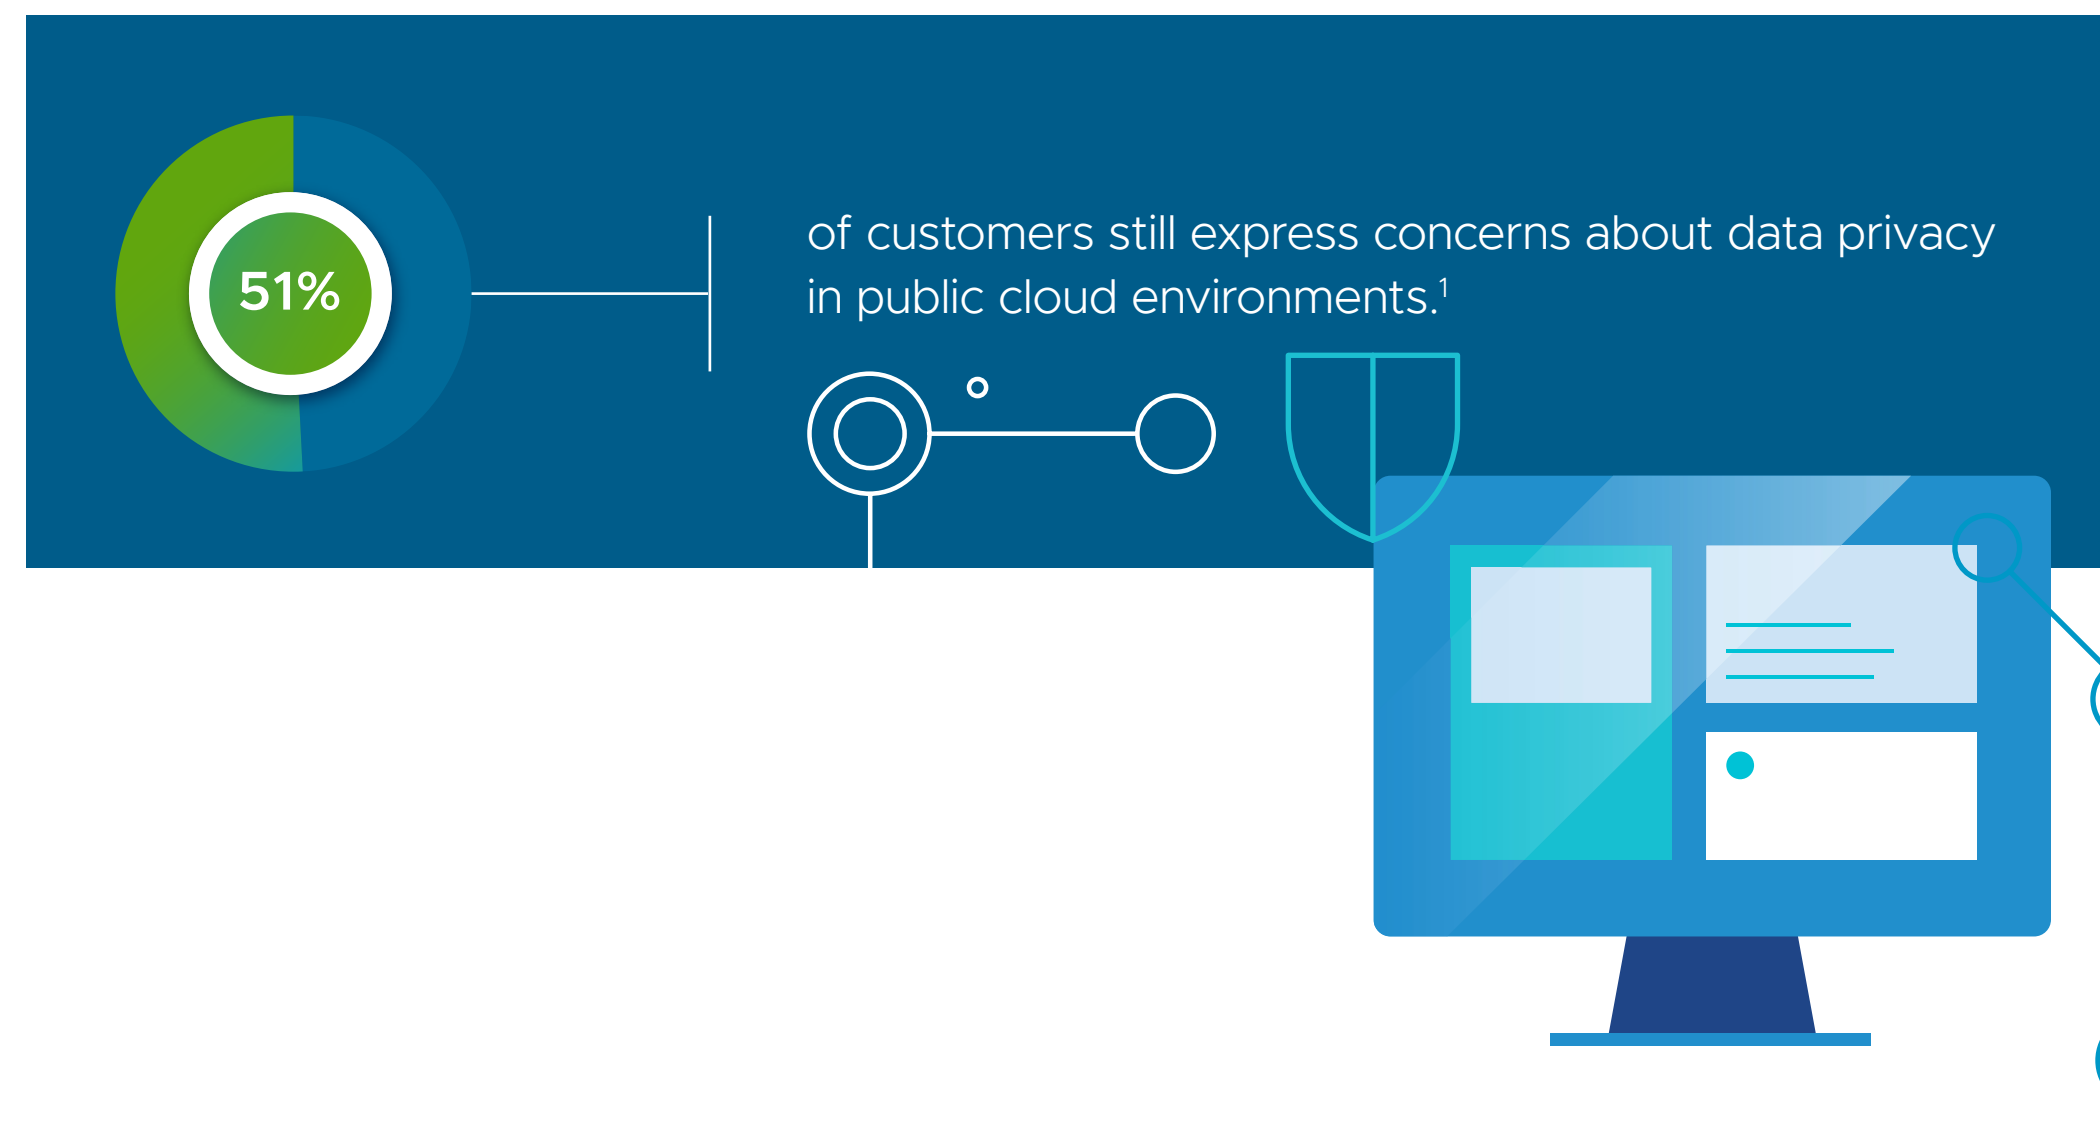 51%
of customers still express concerns about data privacy
in public cloud environments.¹